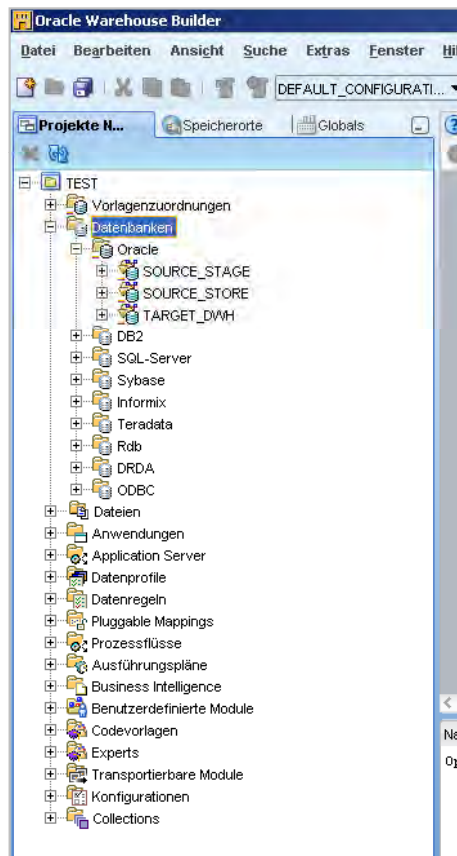 Oracle Warehouse Builder
Datei Bearbeiten Ansicht Suche Extras Fenster
DEFAULT_CONFIGURATI...
Projekte N... Speicherorte Globals
TEST
Vorlagenzuordnungen
Datenbanken
Oracle
SOURCE_STAGE
SOURCE_STORE
TARGET_DWH
DB2
SQL-Server
Sybase
Informix
Teradata
Rdb
DRDA
ODBC
Dateien
Anwendungen
Application Server
Datenprofile
Datenregeln
Pluggable Mappings
Prozessflüsse
Ausführungspläne
Business Intelligence
Benutzerdefinierte Module
Codevorlagen
Experts
Transportierbare Module
Konfigurationen
Collections